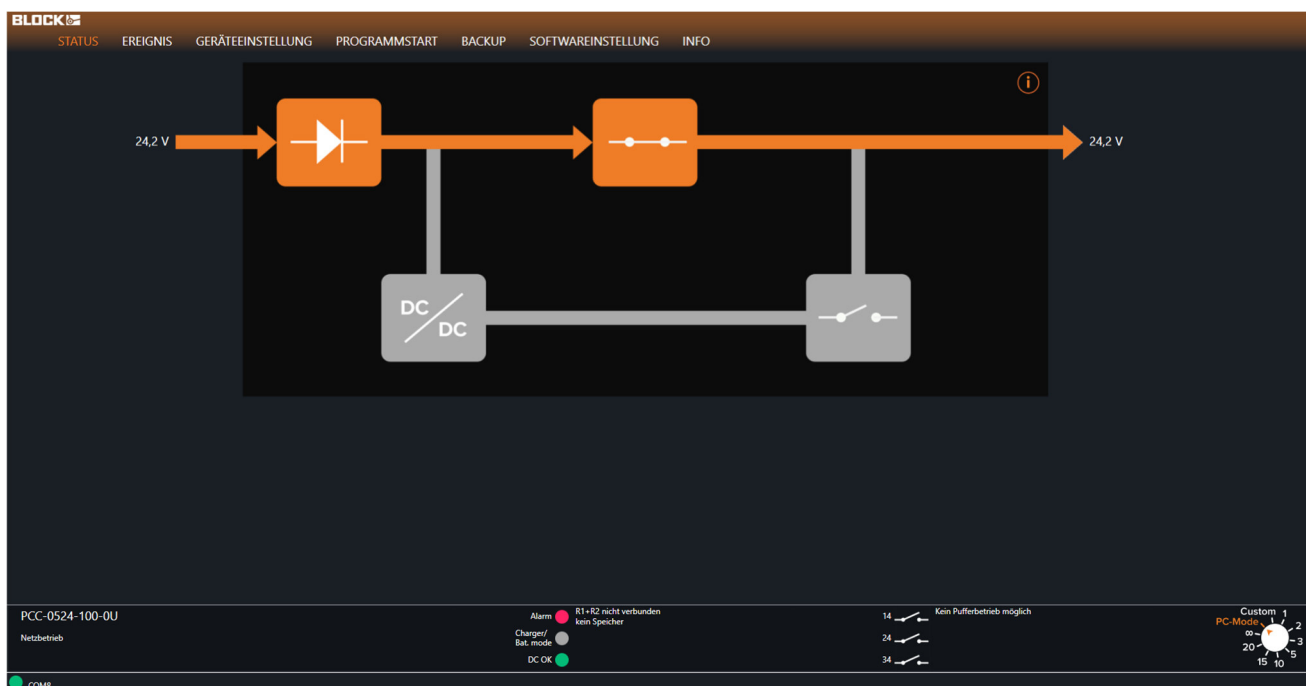 BLOCK
STATUS EREIGNIS GERÄTEEINSTELLUNG PROGRAMMSTART BACKUP SOFTWAREINSTELLUNG INFO
i
24,2 V
24,2 V
DC
DC
PCC-0524-100-0U
Netzbetrieb
Alarm
R1+R2 nicht verbunden
kein Speicher
Charger/
Bat. mode
DC OK
14
Kein Pufferbetrieb möglich
24
34
Custom
PC-Mode
∞
20
15
10
5
3
2
1
COM8